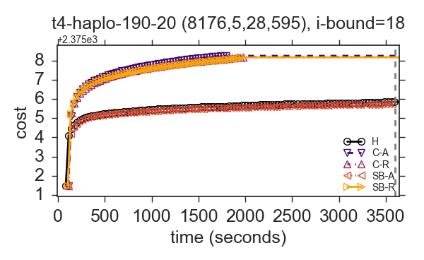 t4-haplo-190-20 (8176,5,28,595), i-bound=18
+2.375e3
8
7
6
5
4
3
2
1
cost
H
C-A
C-R
SB-A
SB-R
0 500 1000 1500 2000 2500 3000 3500
time (seconds)